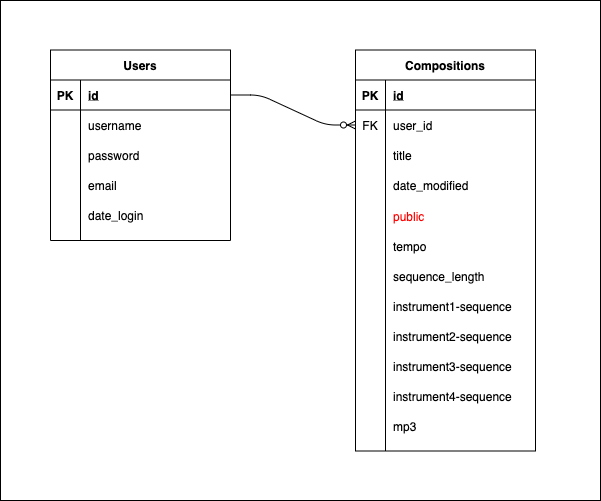 Users
PK id
username
password
email
date_login
Compositions
PK id
FK user_id
title
date_modified
public
tempo
sequence_length
instrument1-sequence
instrument2-sequence
instrument3-sequence
instrument4-sequence
mp3